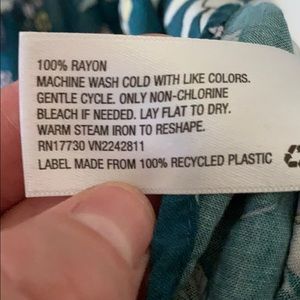 100% RAYON
MACHINE WASH COLD WITH LIKE COLORS.
GENTLE CYCLE. ONLY NON-CHLORINE
BLEACH IF NEEDED. LAY FLAT TO DRY.
WARM STEAM IRON TO RESHAPE.
RN17730 VN2242811
LABEL MADE FROM 100% RECYCLED PLASTIC